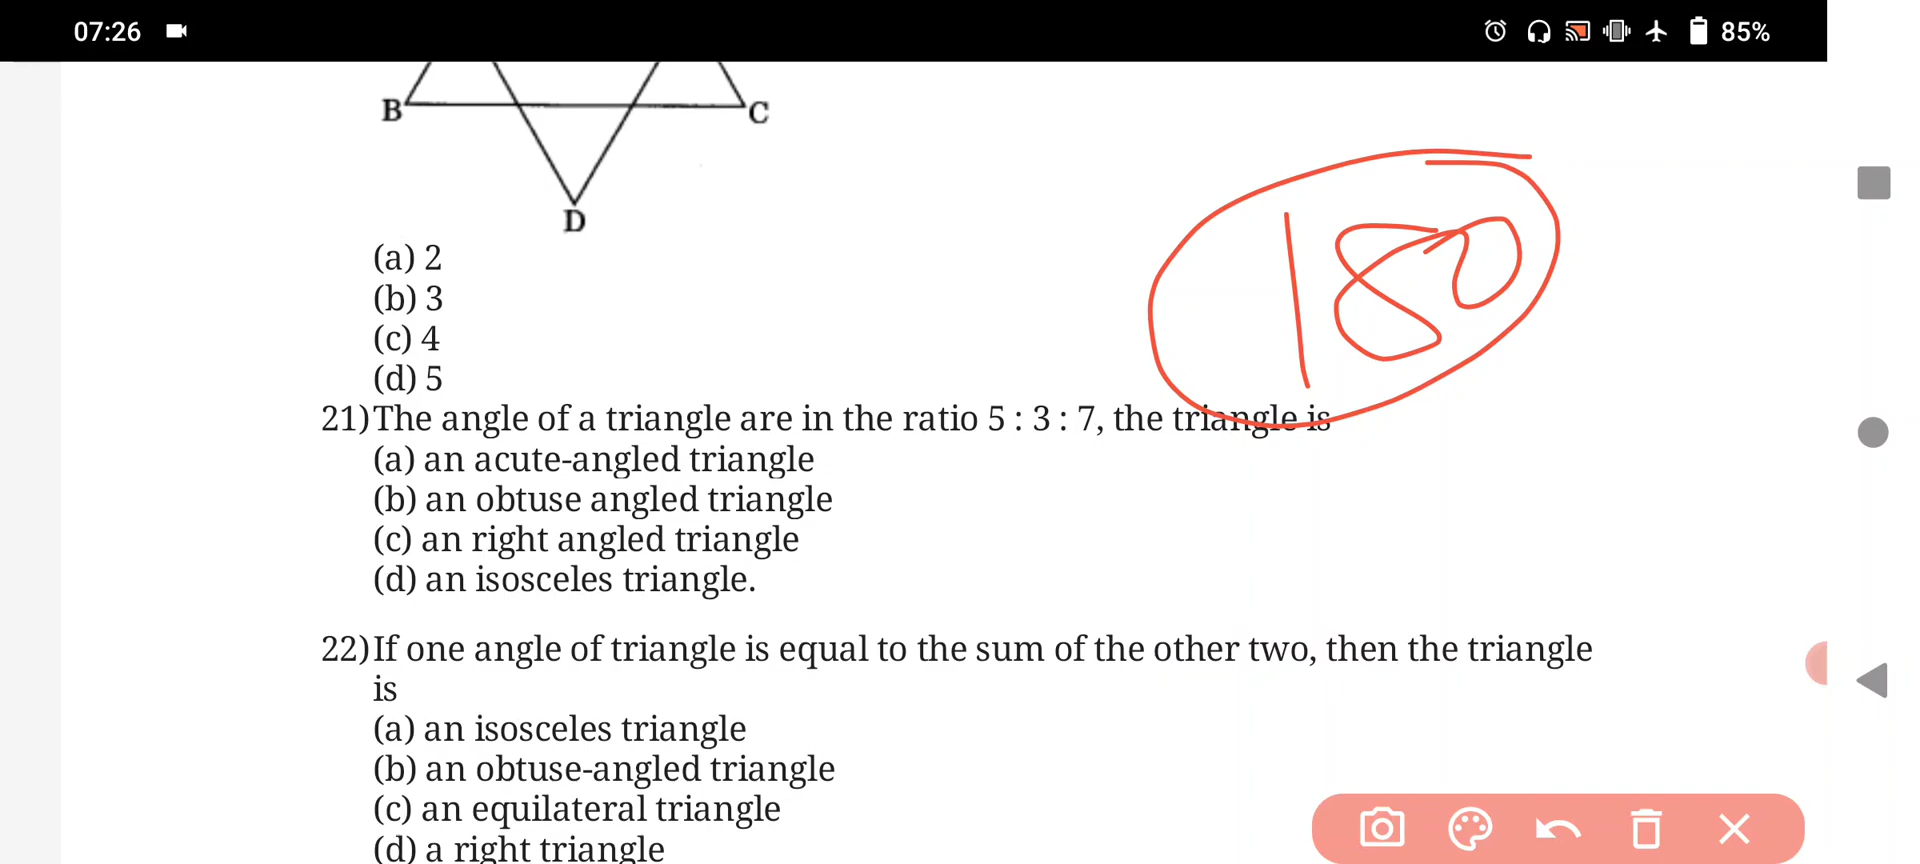 07:26
85%
B
C
D
(a) 2
(b) 3
(c) 4
(d) 5
180
21) The angle of a triangle are in the ratio 5 : 3 : 7, the triangle is
(a) an acute-angled triangle
(b) an obtuse angled triangle
(c) an right angled triangle
(d) an isosceles triangle.
22) If one angle of triangle is equal to the sum of the other two, then the triangle
is
(a) an isosceles triangle
(b) an obtuse-angled triangle
(c) an equilateral triangle
(d) a right triangle